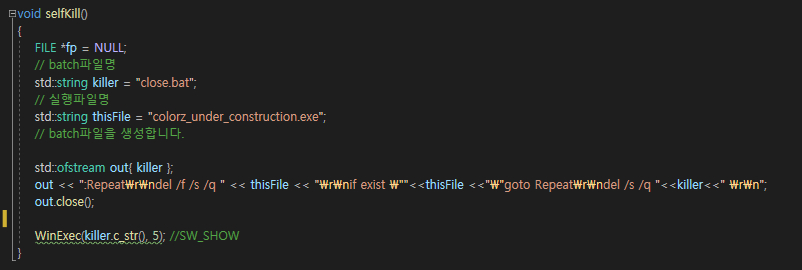 void selfKill()
{
FILE *fp = NULL;
// batch파일명
std::string killer = "close.bat";
// 실행파일명
std::string thisFile = "colorz_under_construction.exe";
// batch파일을 생성합니다.
std::ofstream out{ killer };
out << ":Repeat₩r₩ndel /f /s /q " << thisFile << "₩r₩nif exist ₩""<<thisFile <<"₩"goto Repeat₩r₩ndel /s /q "<<killer<<" ₩r₩n";
out.close();
WinExec(killer.c_str(), 5); //SW_SHOW
}